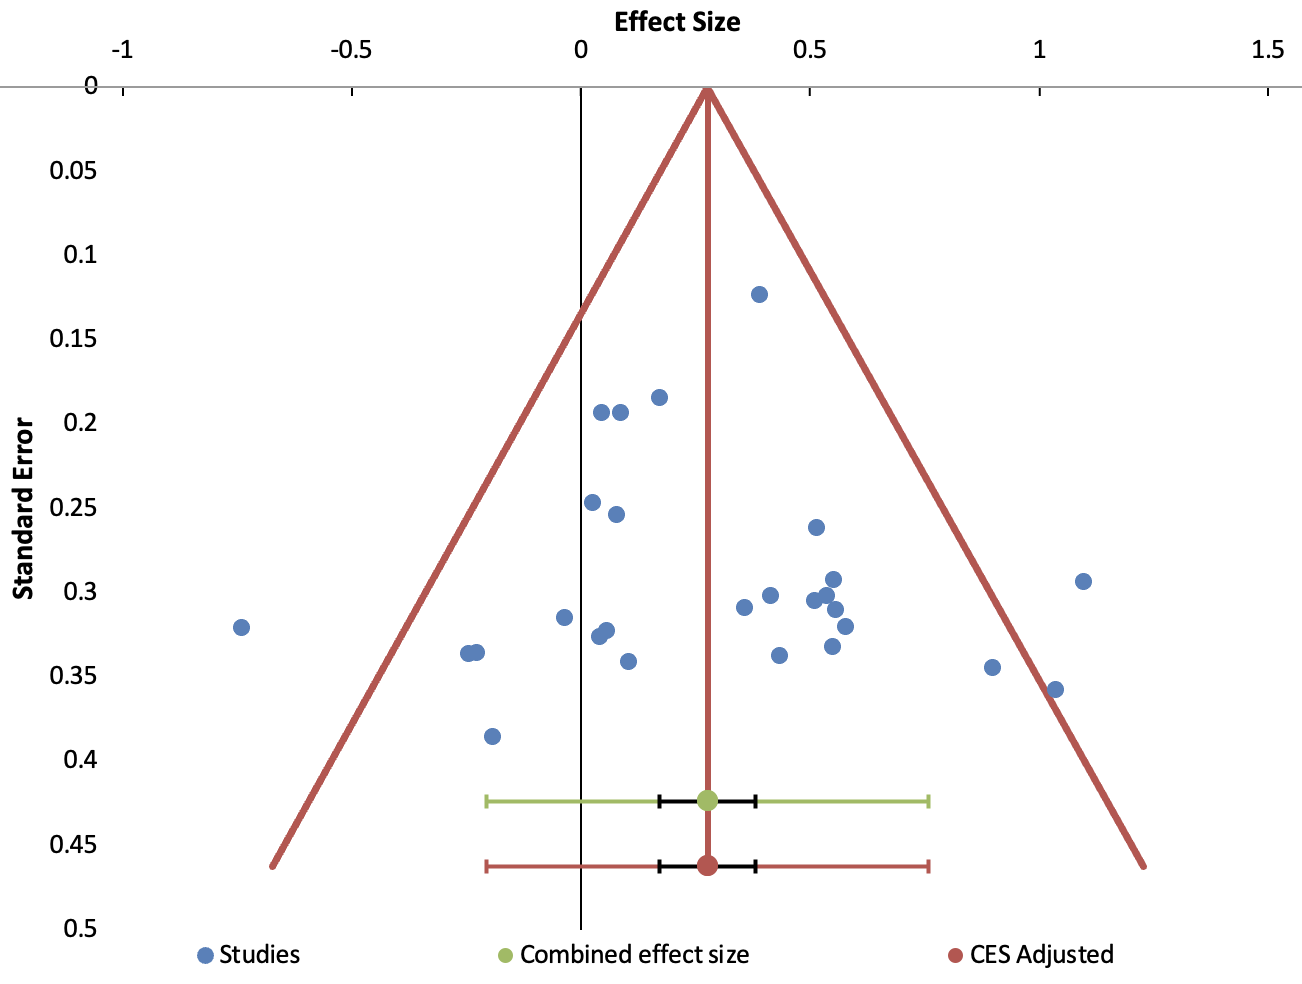 Effect Size
-1 -0.5 0 0.5 1 1.5
0
0.05
0.1
0.15
0.2
0.25
0.3
0.35
0.4
0.45
0.5
Standard Error
Studies Combined effect size CES Adjusted